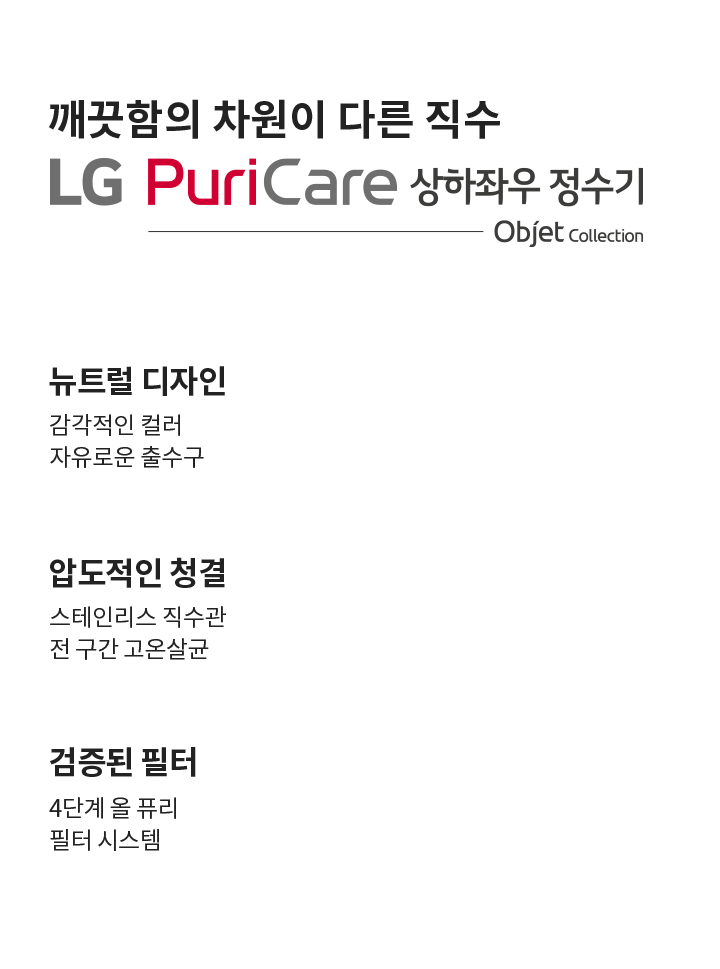 깨끗함의 차원이 다른 직수
LG PuriCare 상하좌우 정수기
Objet Collection
뉴트럴 디자인
감각적인 컬러
자유로운 출수구
압도적인 청결
스테인리스 직수관
전 구간 고온살균
검증된 필터
4단계 올 퓨리
필터 시스템